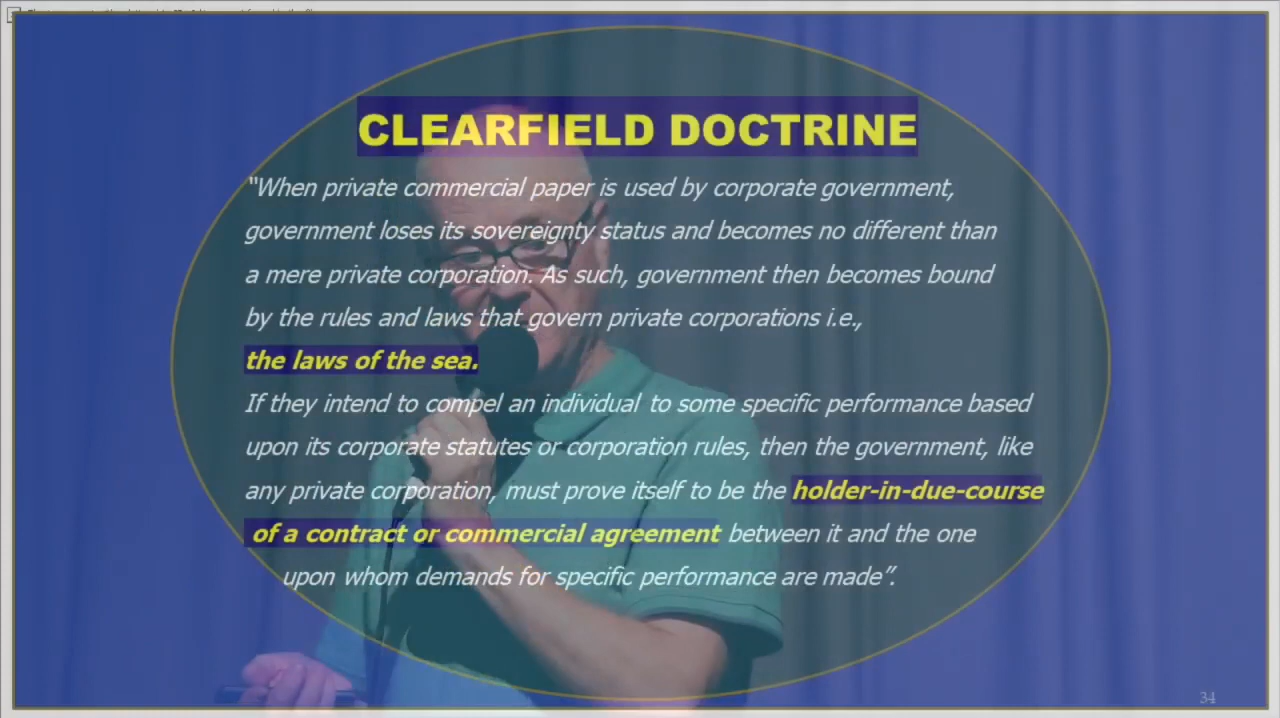 CLEARFIELD DOCTRINE
“When private commercial paper is used by corporate government,
government loses its sovereignty status and becomes no different than
a mere private corporation. As such, government then becomes bound
by the rules and laws that govern private corporations i.e.,
the laws of the sea.
If they intend to compel an individual to some specific performance based
upon its corporate statutes or corporation rules, then the government, like
any private corporation, must prove itself to be the holder-in-due-course
of a contract or commercial agreement between it and the one
upon whom demands for specific performance are made”.
34